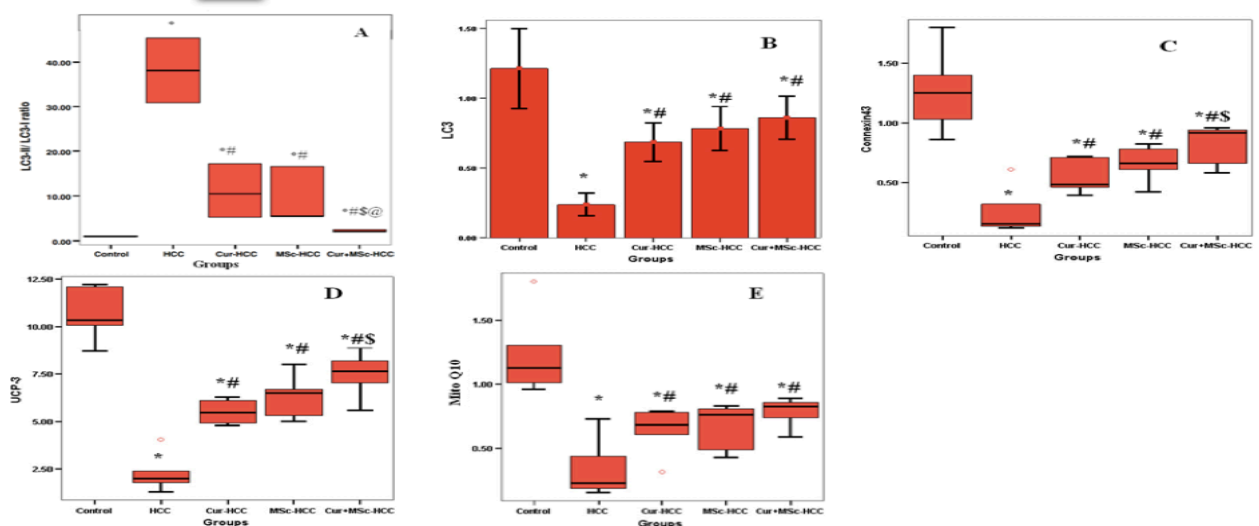 A
*
LC3-II/ LC3-I ratio
40.00
30.00
20.00
10.00
0.00
*#
*#
*#$@
Control HCC Cur-HCC MSc-HCC Cur+MSc-HCC
Groups
B
LC3
1.50
1.00
0.50
0.00
*
*#
*#
*#
Control HCC Cur-HCC MSc-HCC Cur+MSc-HCC
Groups
C
Connexin43
1.50
1.00
0.50
*
*#
*#
*#$
Control HCC Cur-HCC MSc-HCC Cur+MSc-HCC
Groups
D
UCP-3
12.50
10.00
7.50
5.00
2.50
*
*#
*#
*#$
Control HCC Cur-HCC MSc-HCC Cur+MSc-HCC
Groups
E
Mito Q10
1.50
1.00
0.50
*
*#
*#
*#
Control HCC Cur-HCC MSc-HCC Cur+MSc-HCC
Groups